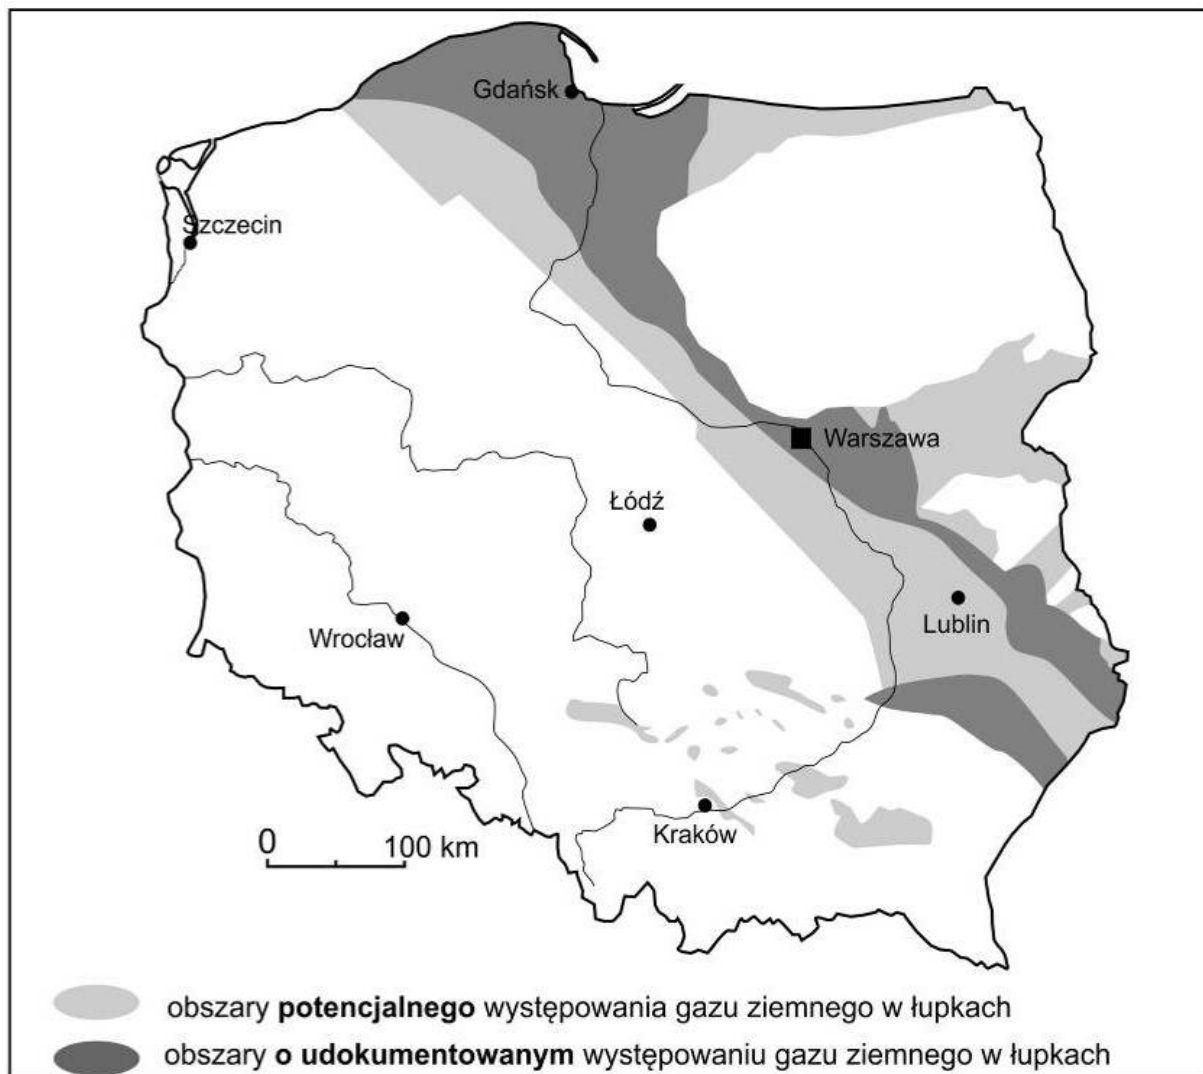 Gdańsk
Szczecin
Warszawa
Łódź
Lublin
Wrocław
Kraków
0 100 km
obszary potencjalnego występowania gazu ziemnego w łupkach
obszary o udokumentowanym występowaniu gazu ziemnego w łupkach